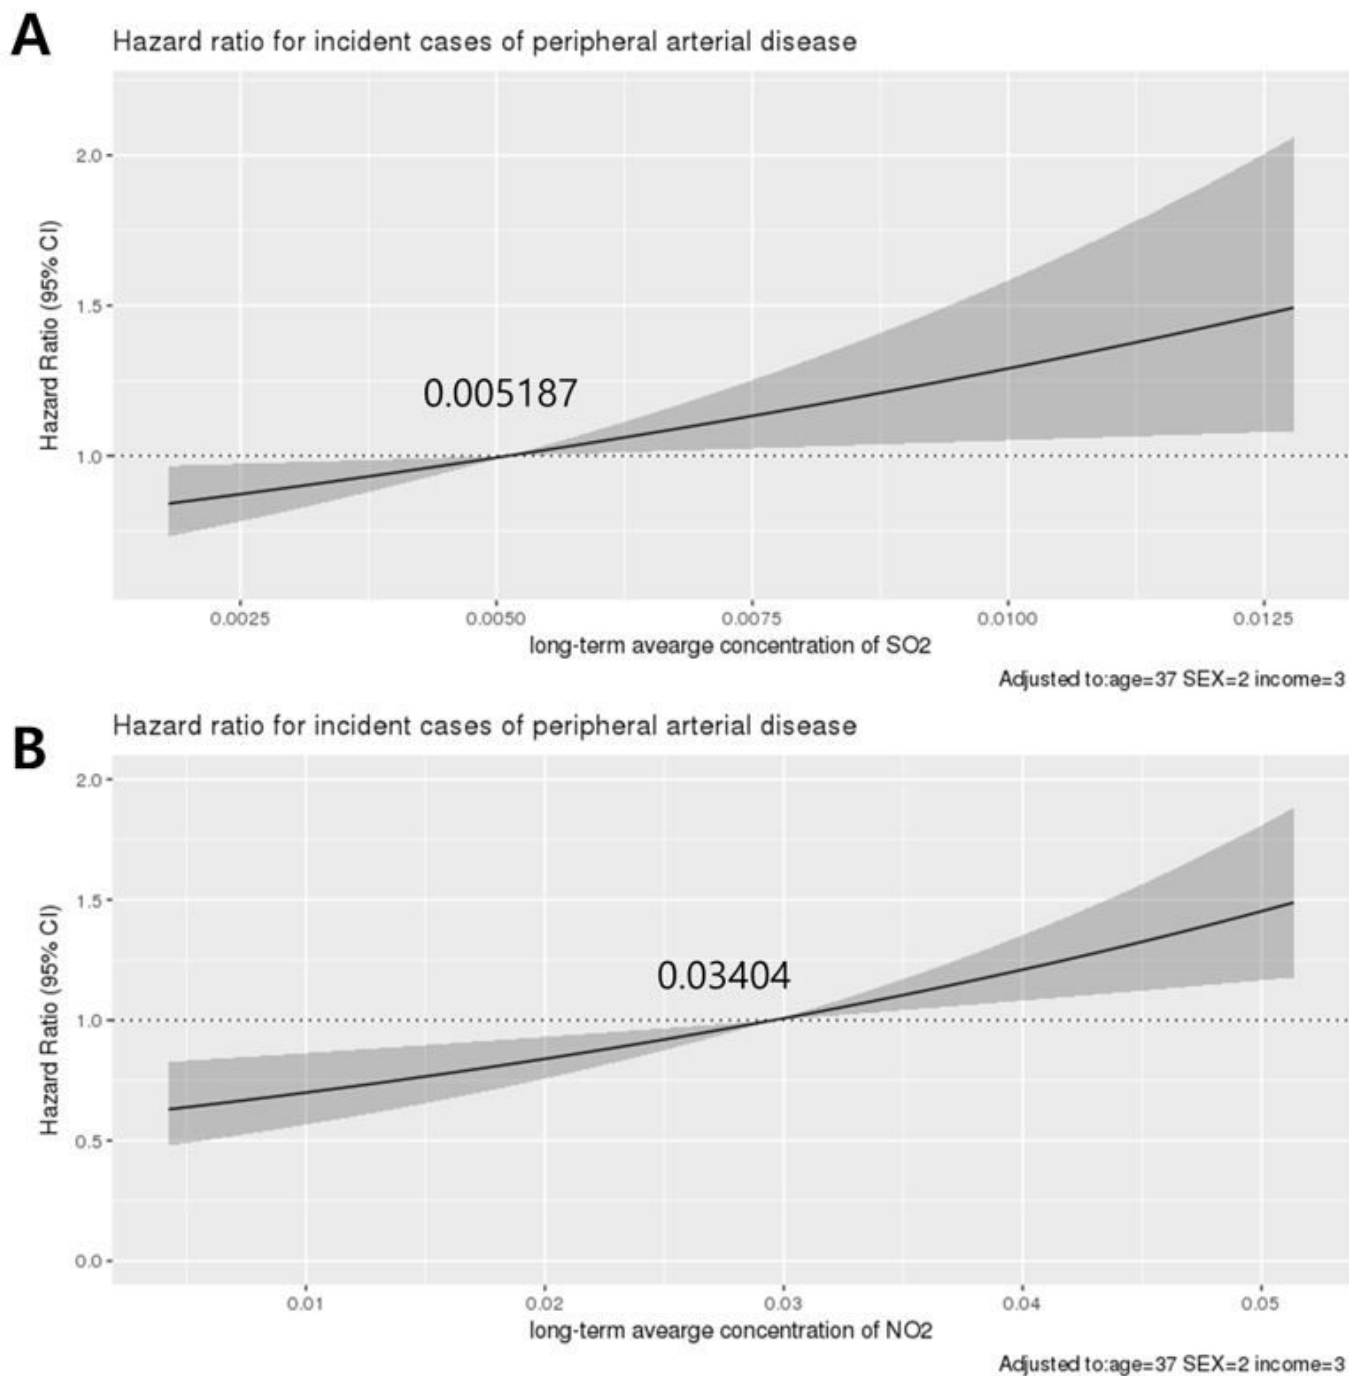 A
Hazard ratio for incident cases of peripheral arterial disease
Hazard Ratio (95% CI)
2.0
1.5
1.0
0.005187
0.0025 0.0050 0.0075 0.0100 0.0125
long-term avearge concentration of SO2
Adjusted to:age=37 SEX=2 income=3
B
Hazard ratio for incident cases of peripheral arterial disease
Hazard Ratio (95% CI)
2.0
1.5
1.0
0.5
0.0
0.03404
0.01 0.02 0.03 0.04 0.05
long-term avearge concentration of NO2
Adjusted to:age=37 SEX=2 income=3